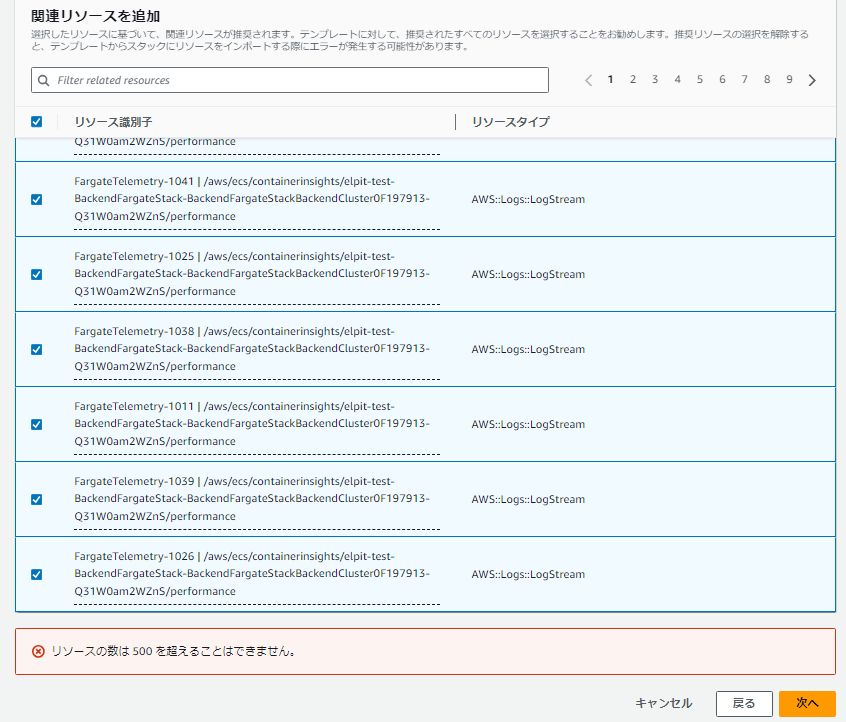 関連リソースを追加
選択したリソースに基づいて、関連リソースが推奨されます。テンプレートに対して、推奨されたすべてのリソースを選択することをお勧めします。推奨リソースの選択を解除する
と、テンプレートからスタックにリソースをインポートする際にエラーが発生する可能性があります。
Filter related resources
1 2 3 4 5 6 7 8 9
リソース識別子 リソースタイプ
Q31W0am2WZnS/performance
FargateTelemetry-1041 | /aws/ecs/containerinsights/elpit-test-
BackendFargateStack-BackendFargateStackBackendCluster0F197913-
Q31W0am2WZnS/performance
AWS::Logs::LogStream
FargateTelemetry-1025 | /aws/ecs/containerinsights/elpit-test-
BackendFargateStack-BackendFargateStackBackendCluster0F197913-
Q31W0am2WZnS/performance
AWS::Logs::LogStream
FargateTelemetry-1038 | /aws/ecs/containerinsights/elpit-test-
BackendFargateStack-BackendFargateStackBackendCluster0F197913-
Q31W0am2WZnS/performance
AWS::Logs::LogStream
FargateTelemetry-1011 | /aws/ecs/containerinsights/elpit-test-
BackendFargateStack-BackendFargateStackBackendCluster0F197913-
Q31W0am2WZnS/performance
AWS::Logs::LogStream
FargateTelemetry-1039 | /aws/ecs/containerinsights/elpit-test-
BackendFargateStack-BackendFargateStackBackendCluster0F197913-
Q31W0am2WZnS/performance
AWS::Logs::LogStream
FargateTelemetry-1026 | /aws/ecs/containerinsights/elpit-test-
BackendFargateStack-BackendFargateStackBackendCluster0F197913-
Q31W0am2WZnS/performance
AWS::Logs::LogStream
リソースの数は 500 を超えることはできません。
キャンセル 戻る 次へ